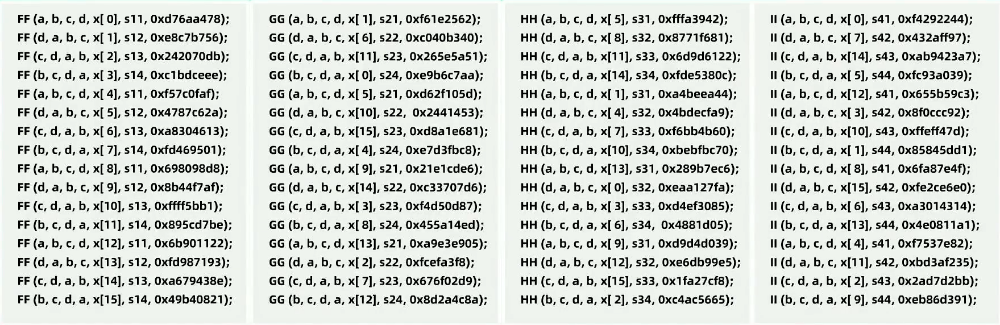 FF (a, b, c, d, x[ 0], s11, 0xd76aa478);
FF (d, a, b, c, x[ 1], s12, 0xe8c7b756);
FF (c, d, a, b, x[ 2], s13, 0x242070db);
FF (b, c, d, a, x[ 3], s14, 0xc1bdceee);
FF (a, b, c, d, x[ 4], s11, 0xf57c0faf);
FF (d, a, b, c, x[ 5], s12, 0x4787c62a);
FF (c, d, a, b, x[ 6], s13, 0xa8304613);
FF (b, c, d, a, x[ 7], s14, 0xfd469501);
FF (a, b, c, d, x[ 8], s11, 0x698098d8);
FF (d, a, b, c, x[ 9], s12, 0x8b44f7af);
FF (c, d, a, b, x[10], s13, 0xffff5bb1);
FF (b, c, d, a, x[11], s14, 0x895cd7be);
FF (a, b, c, d, x[12], s11, 0x6b901122);
FF (d, a, b, c, x[13], s12, 0xfd987193);
FF (c, d, a, b, x[14], s13, 0xa679438e);
FF (b, c, d, a, x[15], s14, 0x49b40821);
GG (a, b, c, d, x[ 1], s21, 0xf61e2562);
GG (d, a, b, c, x[ 6], s22, 0xc040b340);
GG (c, d, a, b, x[11], s23, 0x265e5a51);
GG (b, c, d, a, x[ 0], s24, 0xe9b6c7aa);
GG (a, b, c, d, x[ 5], s21, 0xd62f105d);
GG (d, a, b, c, x[10], s22,  0x2441453);
GG (c, d, a, b, x[15], s23, 0xd8a1e681);
GG (b, c, d, a, x[ 4], s24, 0xe7d3fbc8);
GG (a, b, c, d, x[ 9], s21, 0x21e1cde6);
GG (d, a, b, c, x[14], s22, 0xc33707d6);
GG (c, d, a, b, x[ 3], s23, 0xf4d50d87);
GG (b, c, d, a, x[ 8], s24, 0x455a14ed);
GG (a, b, c, d, x[13], s21, 0xa9e3e905);
GG (d, a, b, c, x[ 2], s22, 0xfcefa3f8);
GG (c, d, a, b, x[ 7], s23, 0x676f02d9);
GG (b, c, d, a, x[12], s24, 0x8d2a4c8a);
HH (a, b, c, d, x[ 5], s31, 0xfffa3942);
HH (d, a, b, c, x[ 8], s32, 0x8771f681);
HH (c, d, a, b, x[11], s33, 0x6d9d6122);
HH (b, c, d, a, x[14], s34, 0xfde5380c);
HH (a, b, c, d, x[ 1], s31, 0xa4beea44);
HH (d, a, b, c, x[ 4], s32, 0x4bdecfa9);
HH (c, d, a, b, x[ 7], s33, 0xf6bb4b60);
HH (b, c, d, a, x[10], s34, 0xbebfbc70);
HH (a, b, c, d, x[13], s31, 0x289b7ec6);
HH (d, a, b, c, x[ 0], s32, 0xeaa127fa);
HH (c, d, a, b, x[ 3], s33, 0xd4ef3085);
HH (b, c, d, a, x[ 6], s34,  0x4881d05);
HH (a, b, c, d, x[ 9], s31, 0xd9d4d039);
HH (d, a, b, c, x[12], s32, 0xe6db99e5);
HH (c, d, a, b, x[15], s33, 0x1fa27cf8);
HH (b, c, d, a, x[ 2], s34, 0xc4ac5665);
II (a, b, c, d, x[ 0], s41, 0xf4292244);
II (d, a, b, c, x[ 7], s42, 0x432aff97);
II (c, d, a, b, x[14], s43, 0xab9423a7);
II (b, c, d, a, x[ 5], s44, 0xfc93a039);
II (a, b, c, d, x[12], s41, 0x655b59c3);
II (d, a, b, c, x[ 3], s42, 0x8f0ccc92);
II (c, d, a, b, x[10], s43, 0xffeff47d);
II (b, c, d, a, x[ 1], s44, 0x85845dd1);
II (a, b, c, d, x[ 8], s41, 0x6fa87e4f);
II (d, a, b, c, x[15], s42, 0xfe2ce6e0);
II (c, d, a, b, x[ 6], s43, 0xa3014314);
II (b, c, d, a, x[13], s44, 0x4e0811a1);
II (a, b, c, d, x[ 4], s41, 0xf7537e82);
II (d, a, b, c, x[11], s42, 0xbd3af235);
II (c, d, a, b, x[ 2], s43, 0x2ad7d2bb);
II (b, c, d, a, x[ 9], s44, 0xeb86d391);